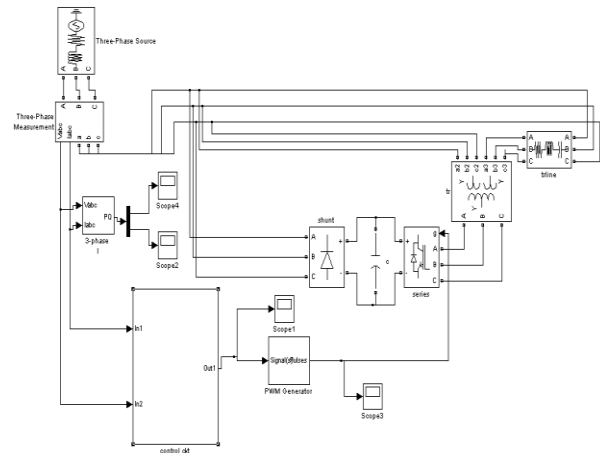 Three-Phase Source
A B C
Three-Phase
Measurement
A B C
Vabc
Iabc
a b c
Vabc
Iabc
PQ
3-phase
I
Scope4
Scope2
shunt
A
B
C
+
-
c
+
-
g
A
B
C
series
a2 b2 c2 a3 b3 c3
Y Y
Y
tr
A B C
A A
B B
C C
trline
In1
In2
Out1
control ckt
Scope1
Signal(s)Pulses
PWM Generator
Scope3